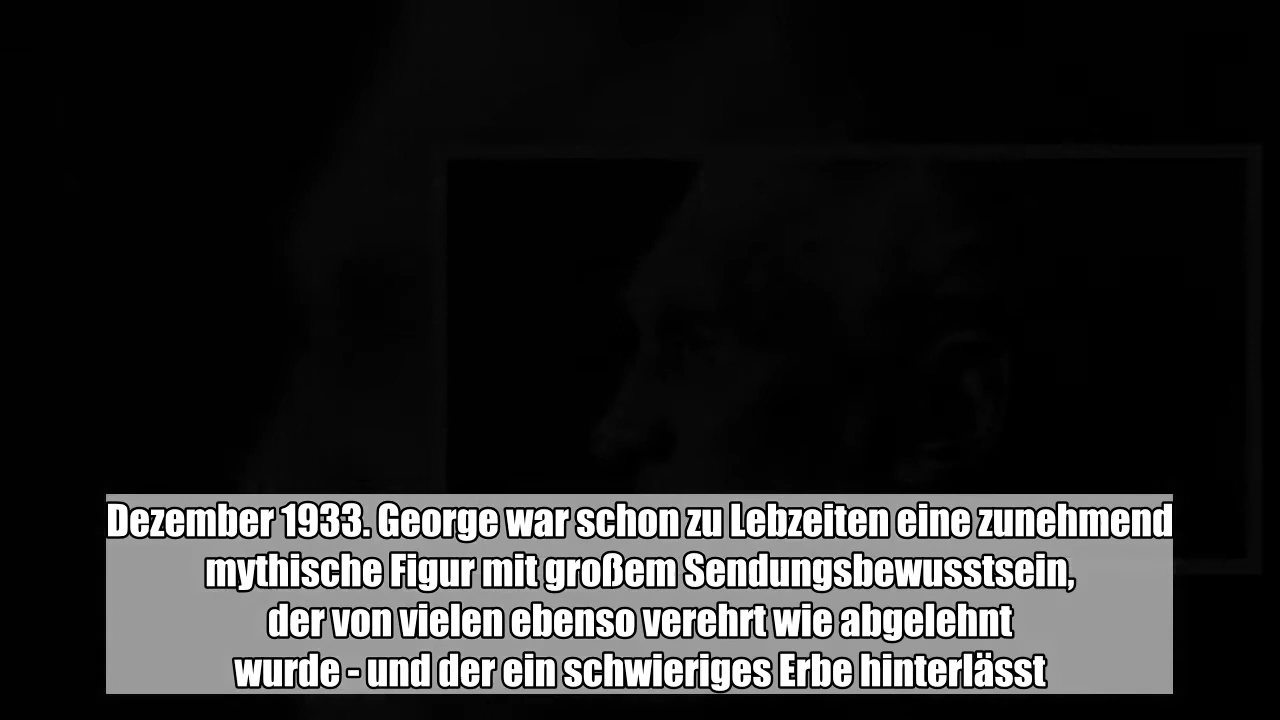 Dezember 1933. George war schon zu Lebzeiten eine zunehmend
mythische Figur mit großem Sendungsbewusstsein,
der von vielen ebenso verehrt wie abgelehnt
wurde - und der ein schwieriges Erbe hinterlässt